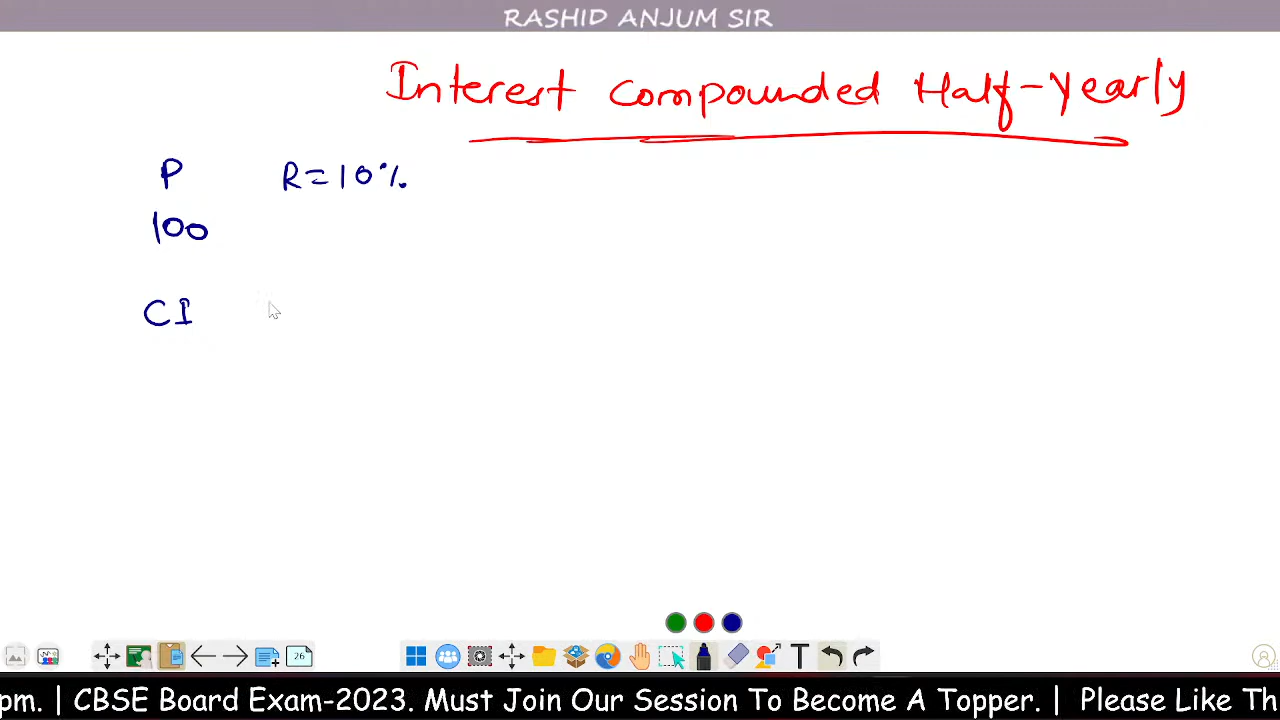 RASHID ANJUM SIR
Interest compounded Half-Yearly
P R=10%
100
CI
26 T
pm. | CBSE Board Exam-2023. Must Join Our Session To Become A Topper. | Please Like Th